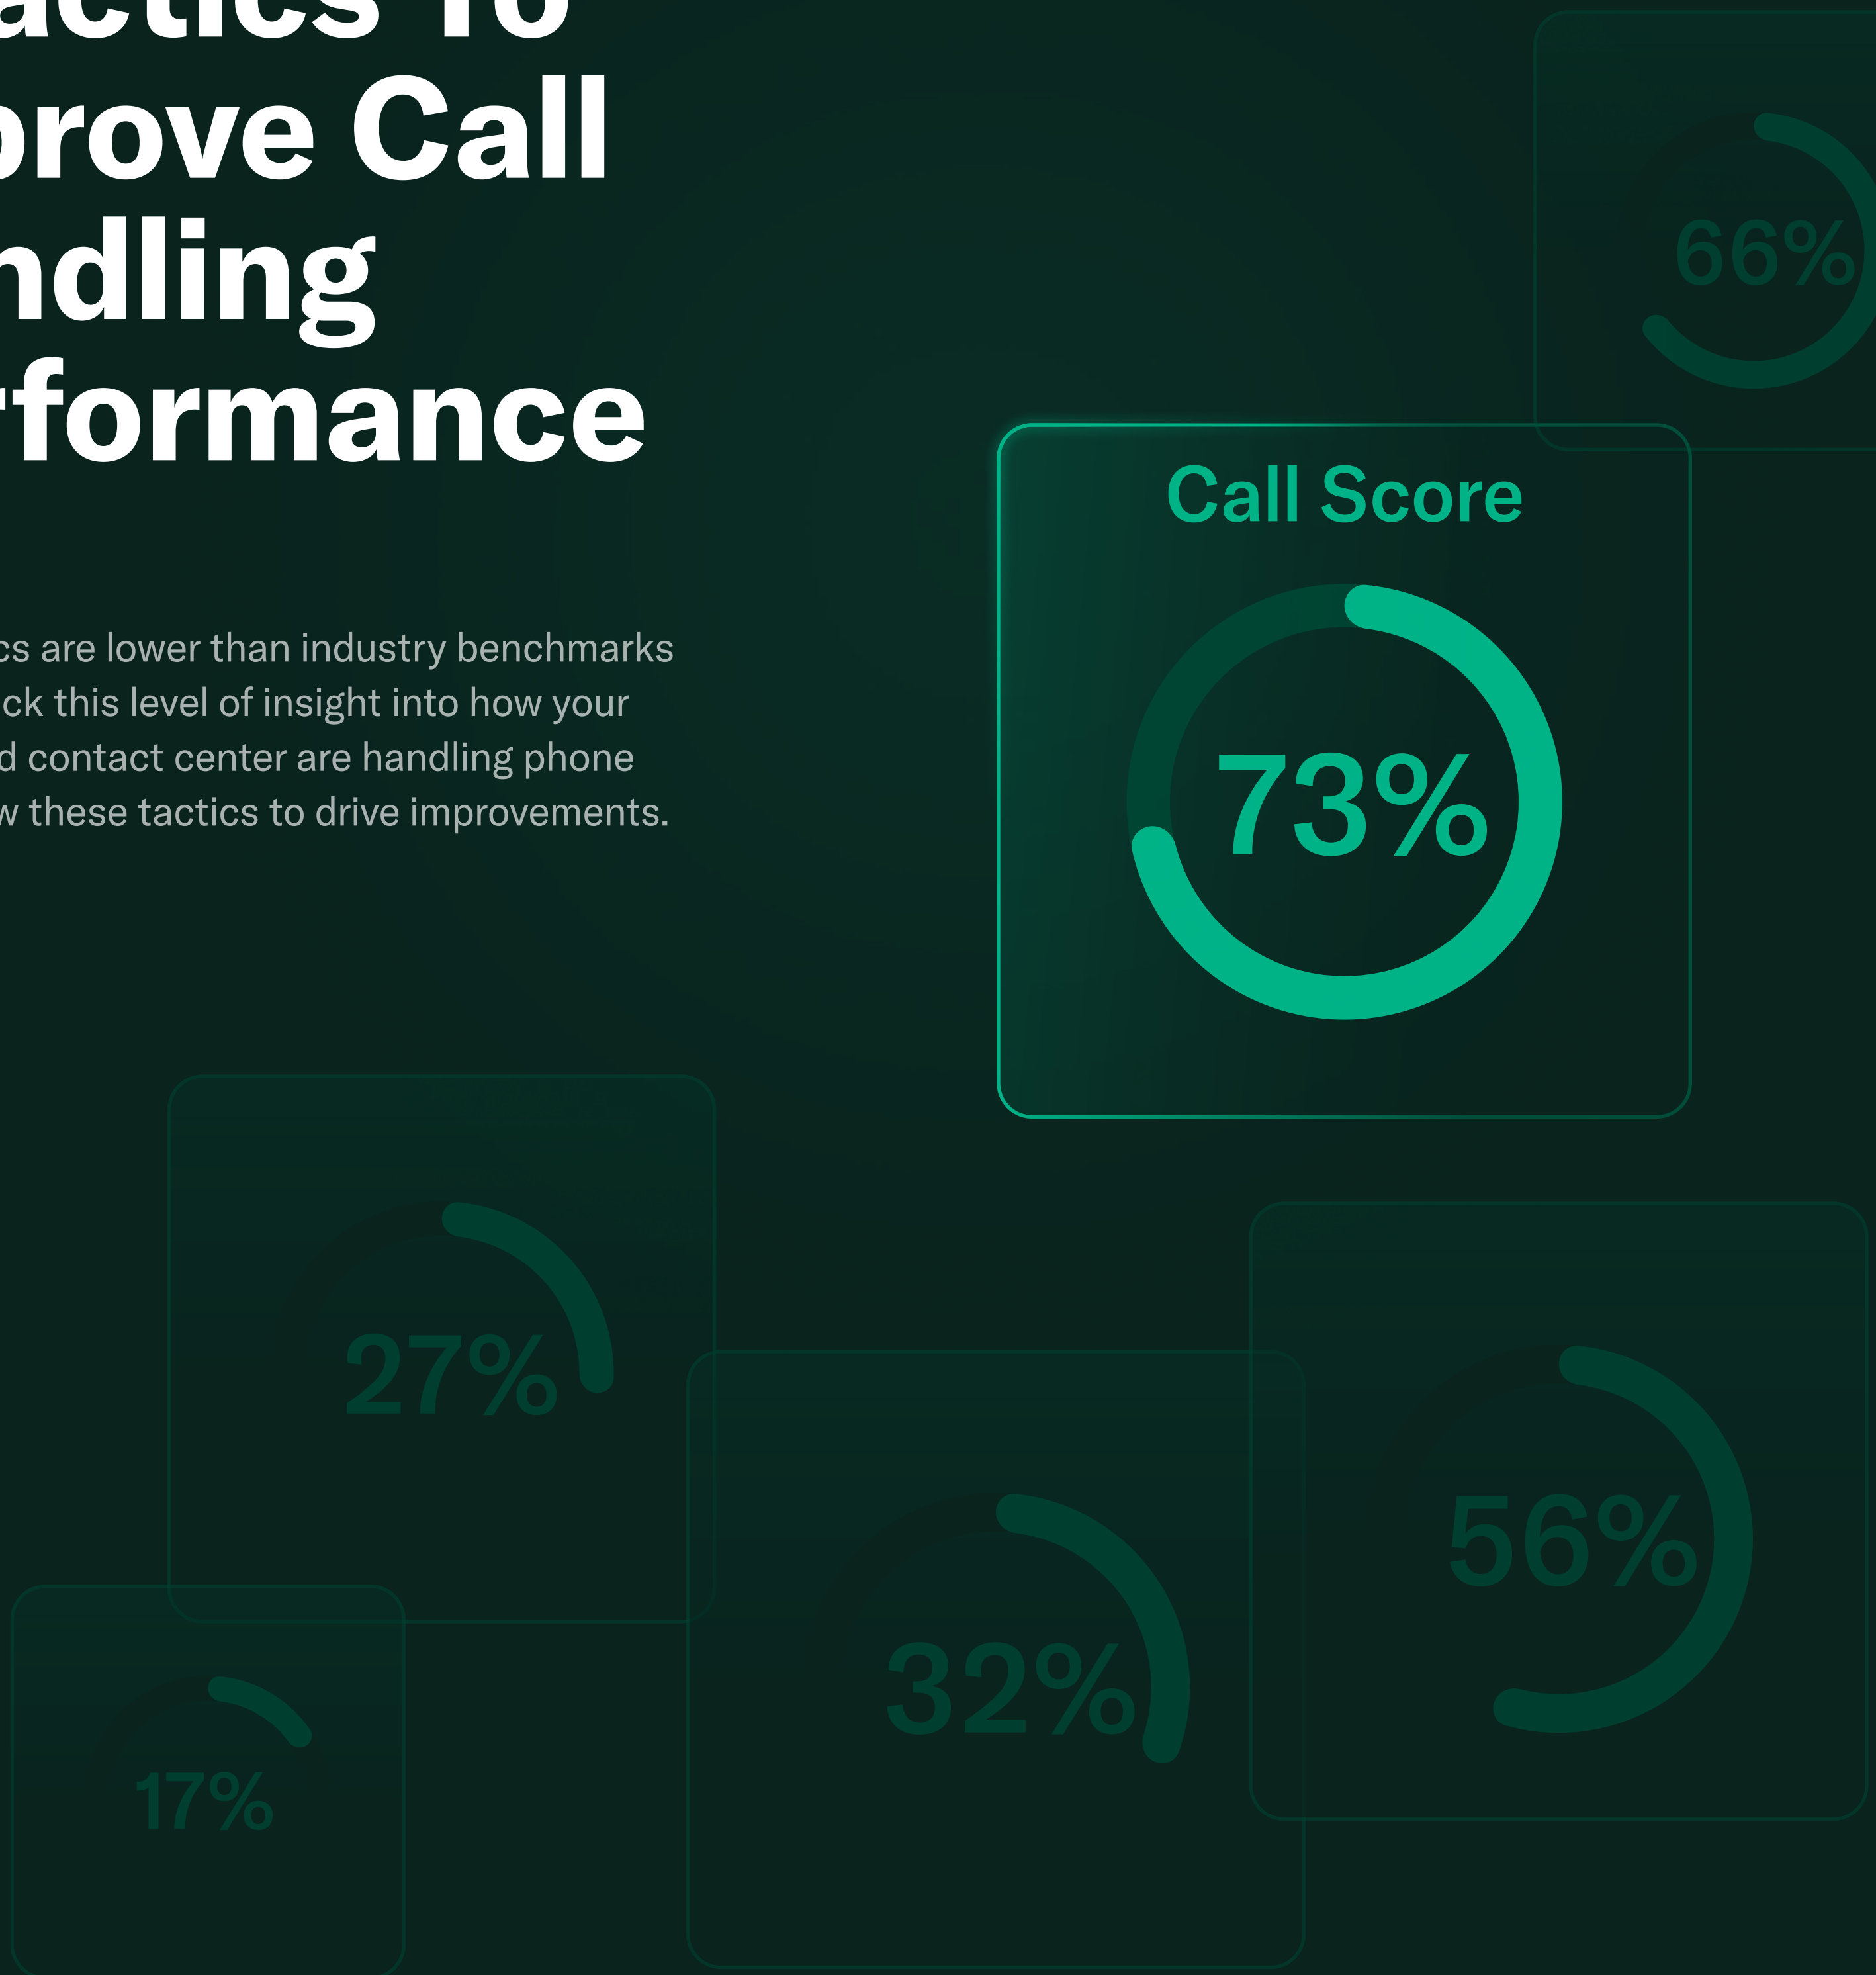 actics To
prove Call
ndling
rformance
cs are lower than industry benchmarks
ck this level of insight into how your
d contact center are handling phone
w these tactics to drive improvements.
66%
Call Score
73%
27%
56%
32%
17%